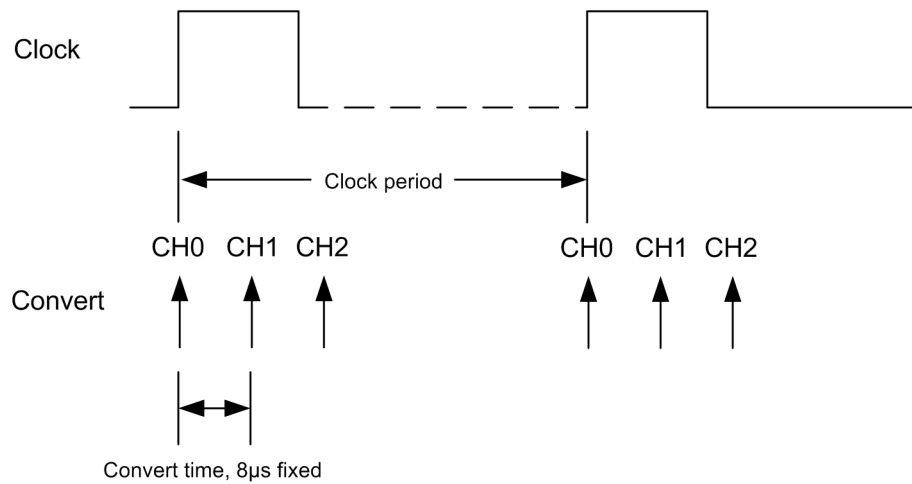 Clock
Clock period
CH0 CH1 CH2 CH0 CH1 CH2
Convert
Convert time, 8µs fixed